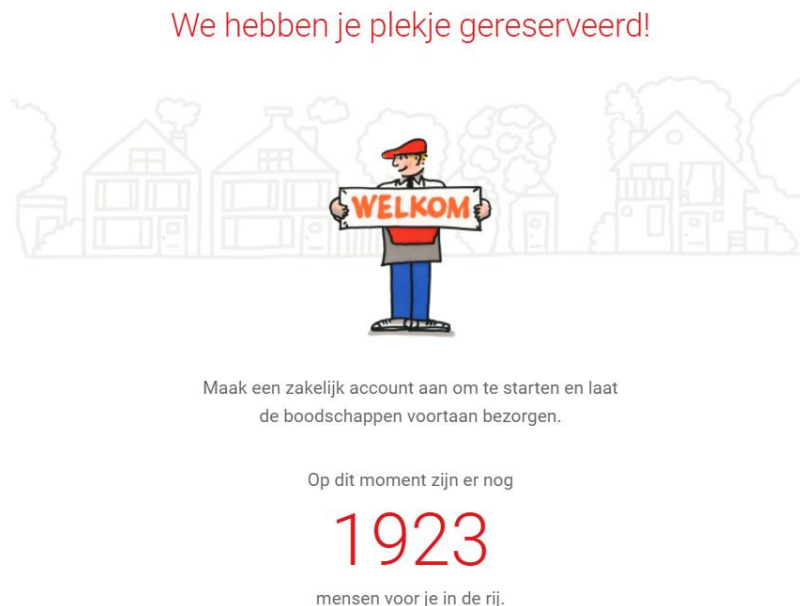 We hebben je plekje gereserveerd!
WELKOM
Maak een zakelijk account aan om te starten en laat
de boodschappen voortaan bezorgen.
Op dit moment zijn er nog
1923
mensen voor je in de rij.